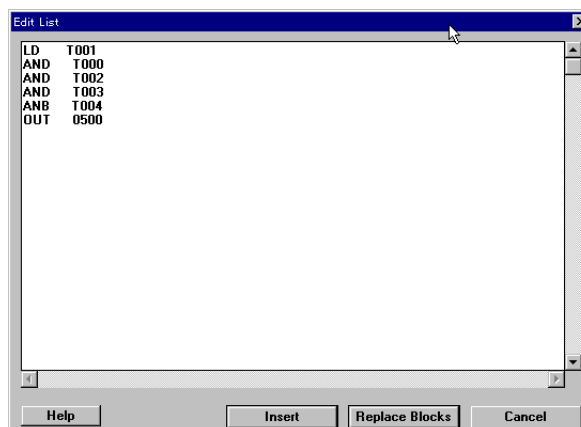 Edit List
LD T001
AND T000
AND T002
AND T003
ANB T004
OUT 0500
Help Insert Replace Blocks Cancel